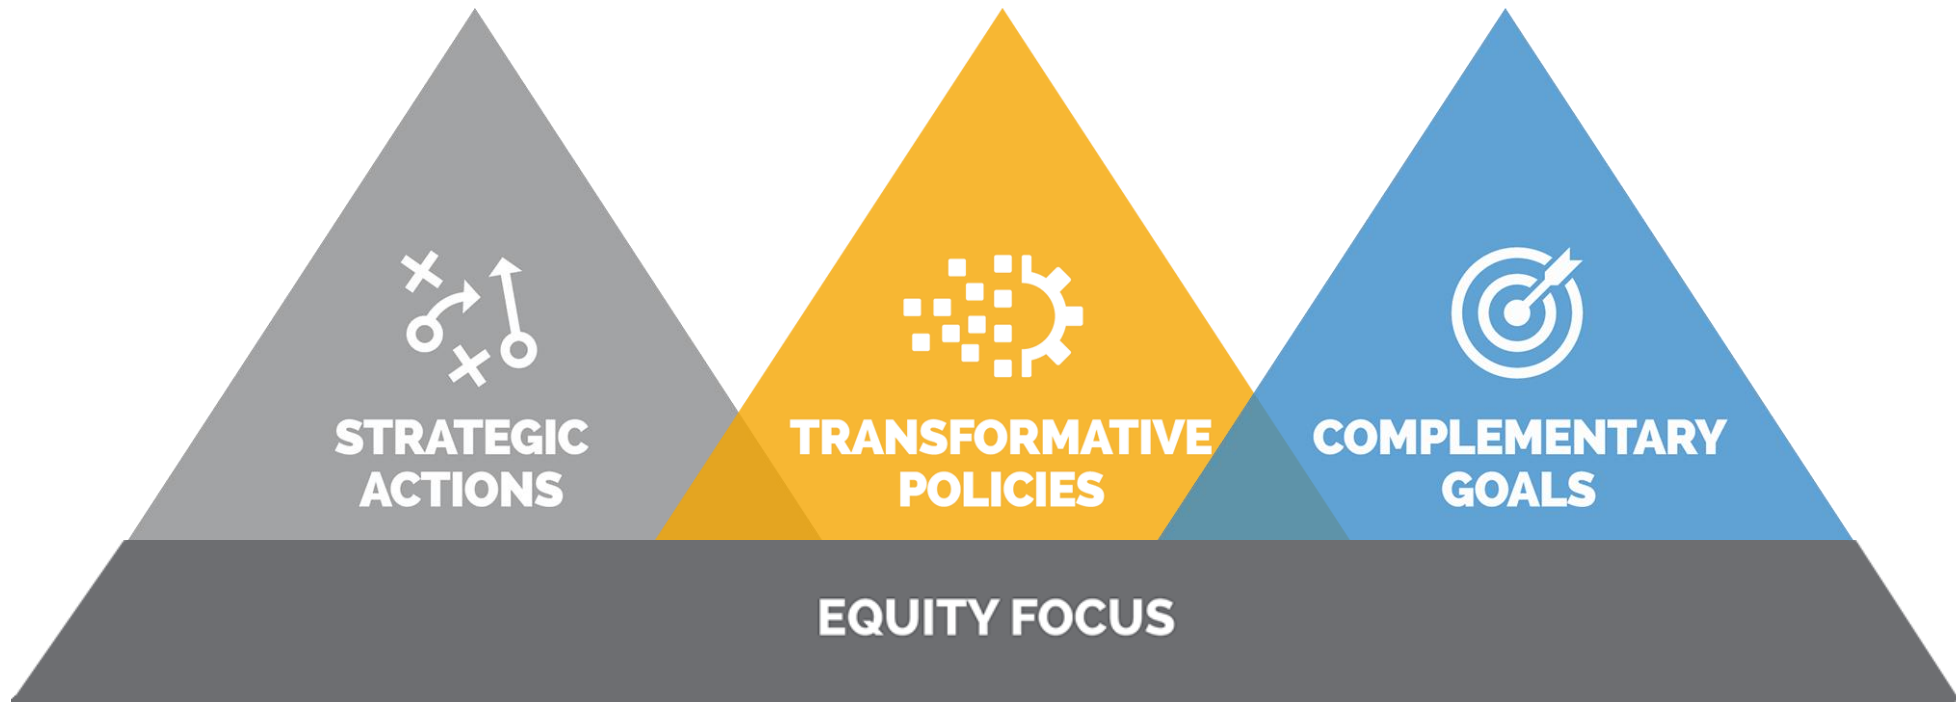 STRATEGIC
ACTIONS
TRANSFORMATIVE
POLICIES
COMPLEMENTARY
GOALS
EQUITY FOCUS